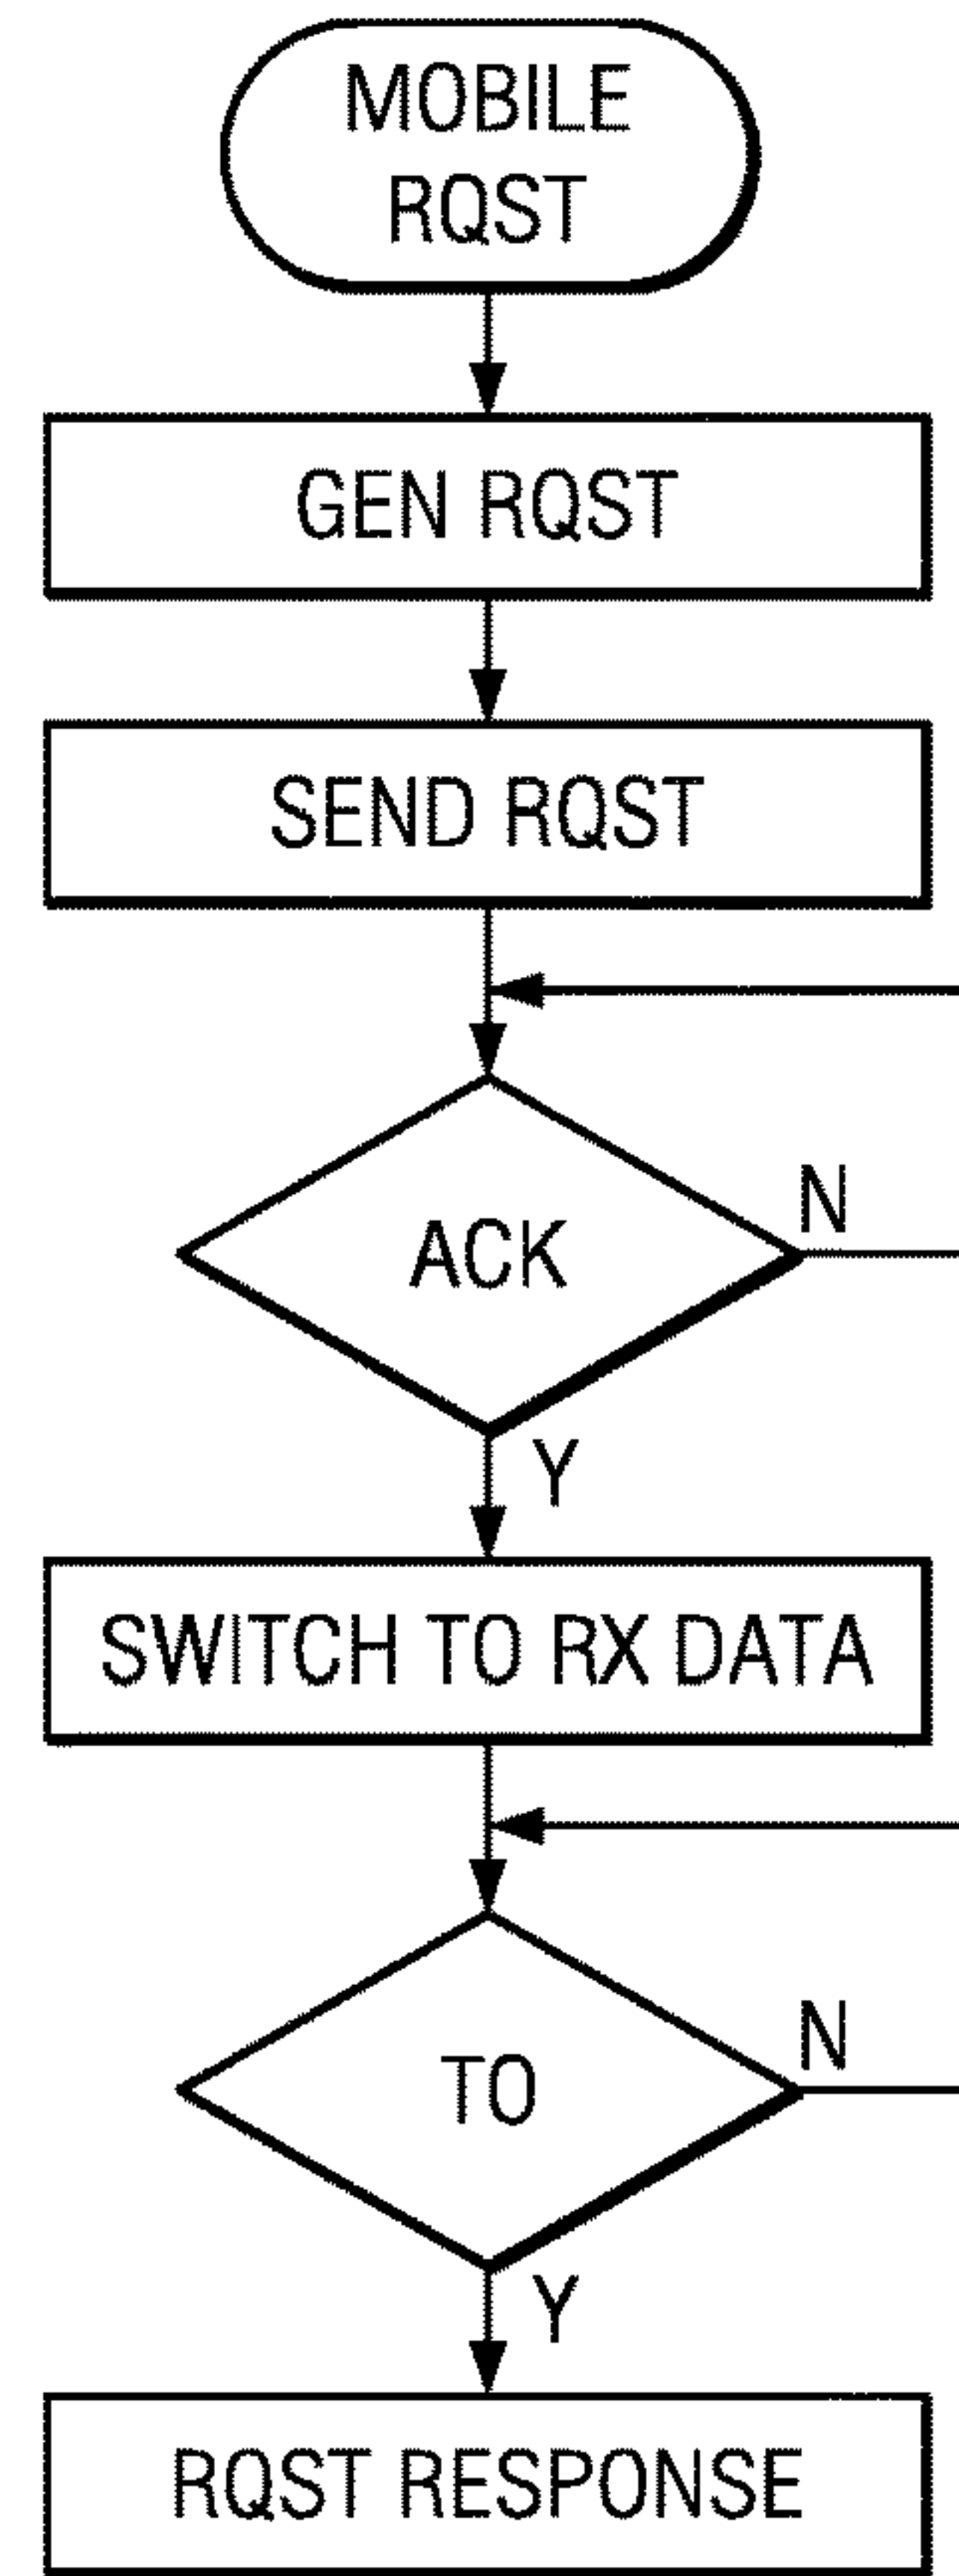 MOBILE
RQST
GEN RQST
SEND RQST
ACK
N
Y
SWITCH TO RX DATA
TO
N
Y
RQST RESPONSE